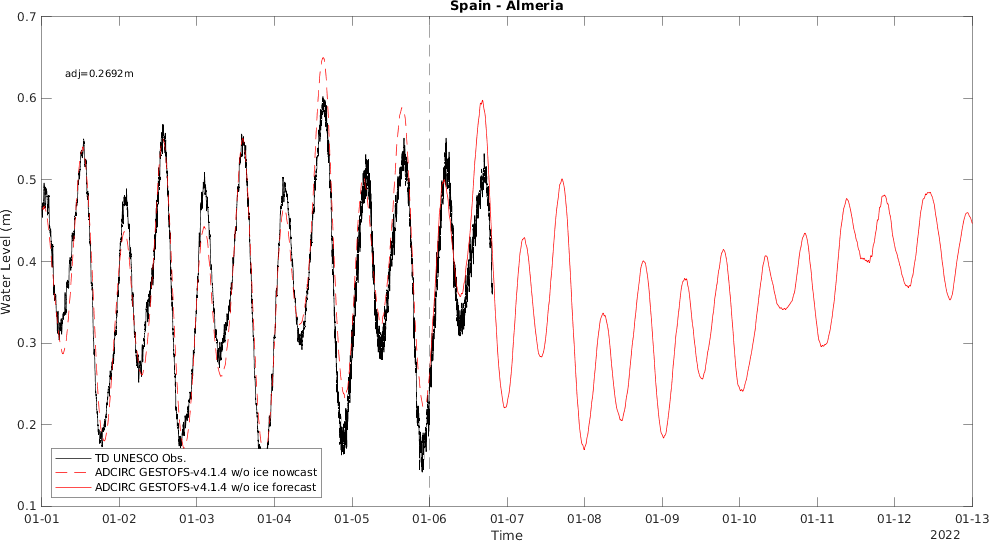 Spain - Almeria
0.7
0.6
0.5
0.4
0.3
0.2
0.1
Water Level (m)
adj=0.2692m
TD UNESCO Obs.
ADCIRC GESTOFS-v4.1.4 w/o ice nowcast
ADCIRC GESTOFS-v4.1.4 w/o ice forecast
01-01 01-02 01-03 01-04 01-05 01-06 01-07 01-08 01-09 01-10 01-11 01-12 01-13
Time
2022